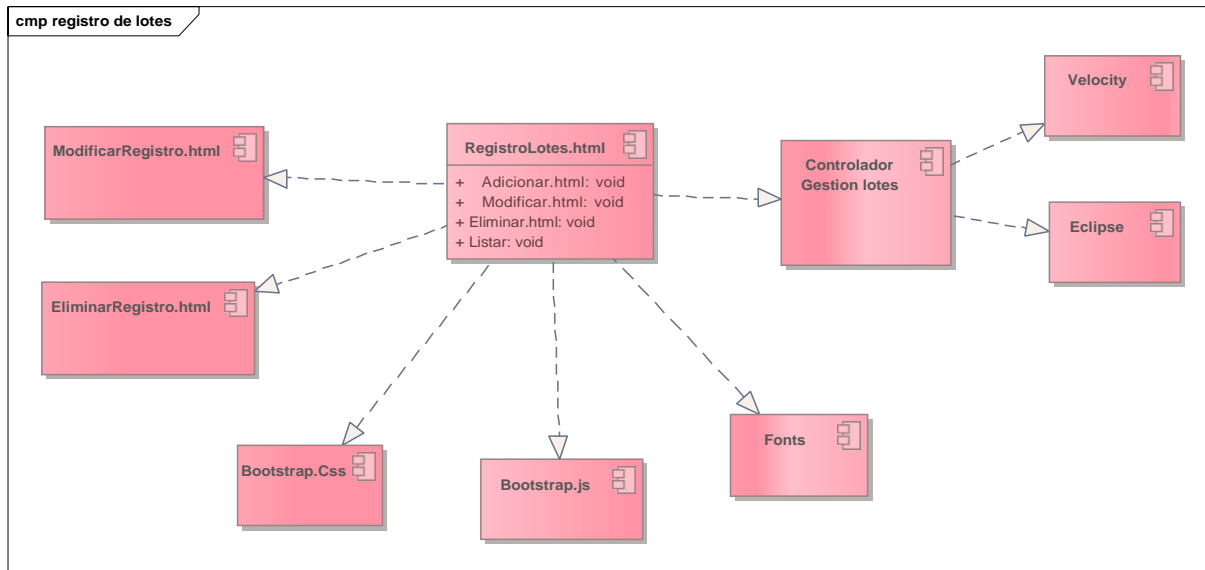 cmp registro de lotes
Velocity
ModificarRegistro.html
RegistroLotes.html
+ Adicionar.html: void
+ Modificar.html: void
+ Eliminar.html: void
+ Listar: void
Controlador
Gestion lotes
Eclipse
EliminarRegistro.html
Bootstrap.Css
Bootstrap.js
Fonts